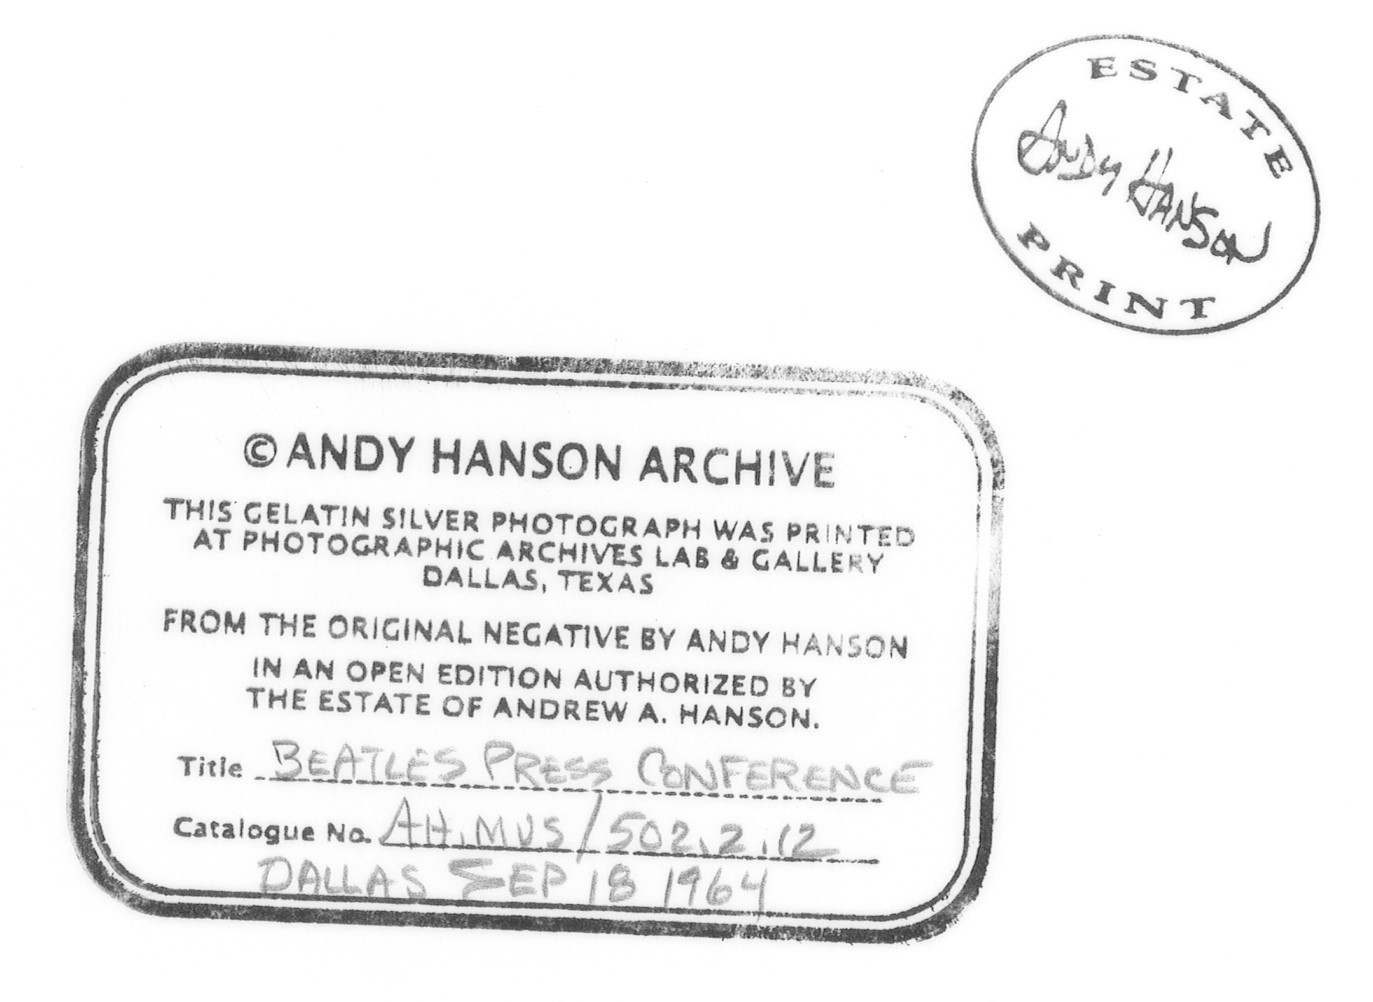 ESTATE
ANDY HANSON
PRINT
© ANDY HANSON ARCHIVE
THIS GELATIN SILVER PHOTOGRAPH WAS PRINTED
AT PHOTOGRAPHIC ARCHIVES LAB & GALLERY
DALLAS, TEXAS
FROM THE ORIGINAL NEGATIVE BY ANDY HANSON
IN AN OPEN EDITION AUTHORIZED BY
THE ESTATE OF ANDREW A. HANSON.
Title BEATLES PRESS CONFERENCE
Catalogue No. AH.MUS/502.2.12
DALLAS SEP 18 1964